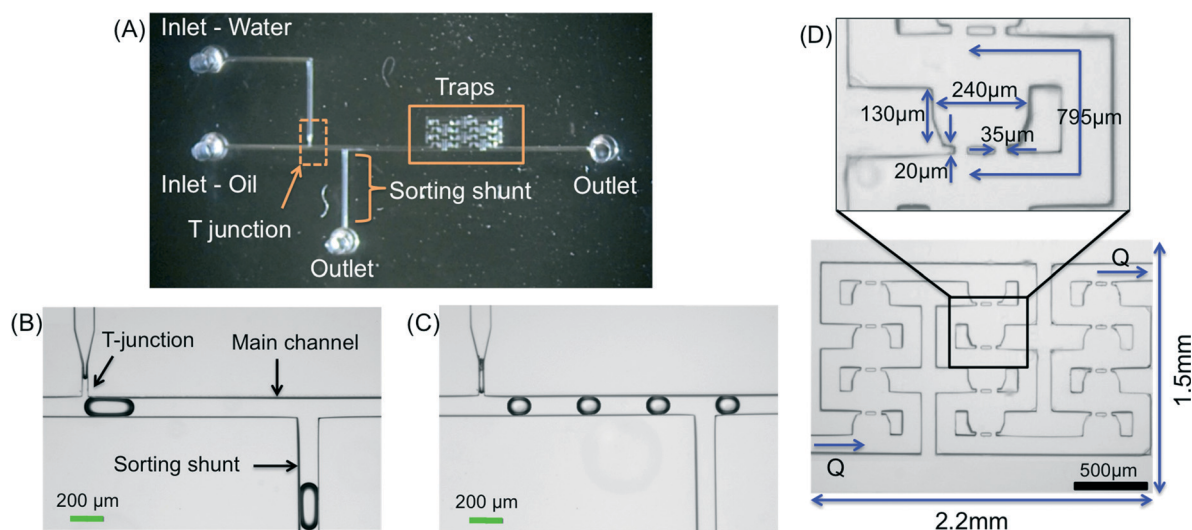 (A)
Inlet - Water
Traps
Inlet - Oil
T junction
Sorting shunt
Outlet
Outlet
(B)
T-junction
Main channel
Sorting shunt
200 µm
(C)
200 µm
(D)
240µm
130µm
795µm
35µm
20µm
Q
Q
500µm
1.5mm
2.2mm